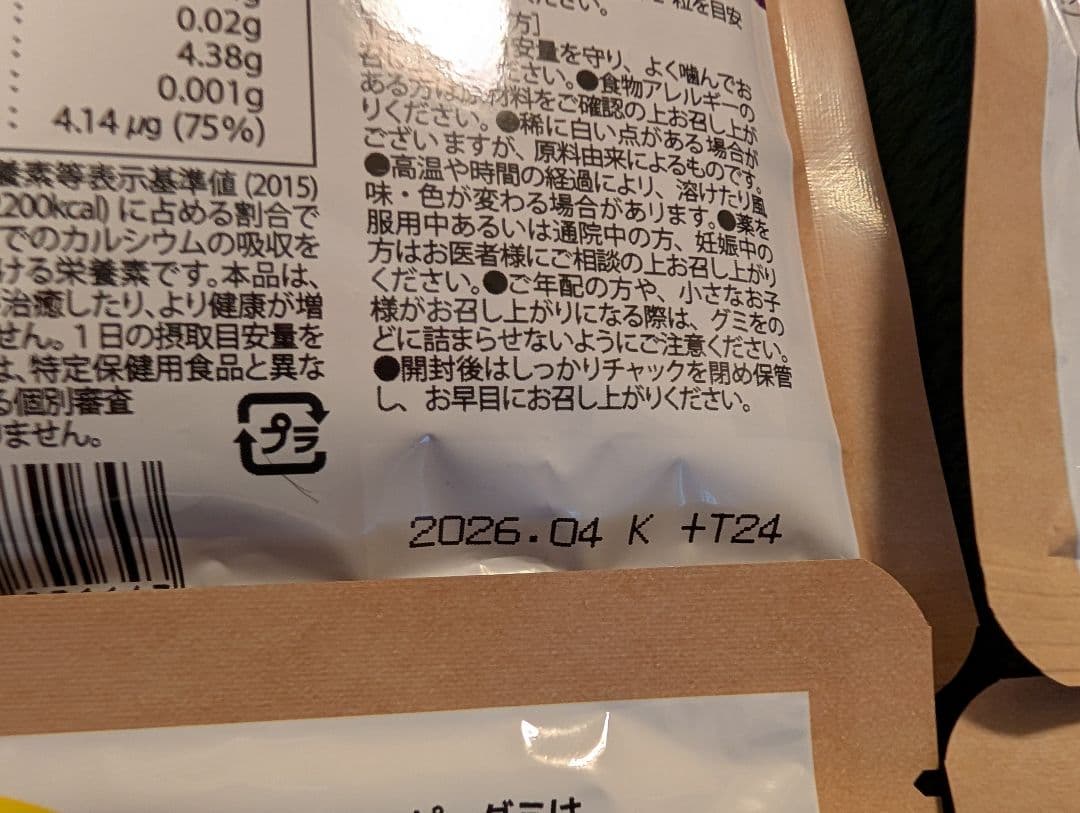 0.02g
4.38g
0.001g
4.14 μg (75%)
養素等表示基準値 (2015)
200kcal) に占める割合で
でのカルシウムの吸収を
ける栄養素です。本品は、
治癒したり、より健康が増
せん。1日の摂取目安量を
は、特定保健用食品と異な
る個別審査
りません。
プラ
粒を目安
ください。
方]
安量を守り、よく噛んでお
召 ださい。●食物アレルギーの
ある方は原材料をご確認の上お召し上が
りください。●稀に白い点がある場合が
ございますが、原料由来によるものです。
●高温や時間の経過により、溶けたり風
味・色が変わる場合があります。●薬を
服用中あるいは通院中の方、妊娠中の
方はお医者様にご相談の上お召し上がり
ください。●ご年配の方や、小さなお子
様がお召し上がりになる際は、グミをの
どに詰まらせないようにご注意ください。
●開封後はしっかりチャックを閉め保管
し、お早目にお召し上がりください。
2026.04 K +T24